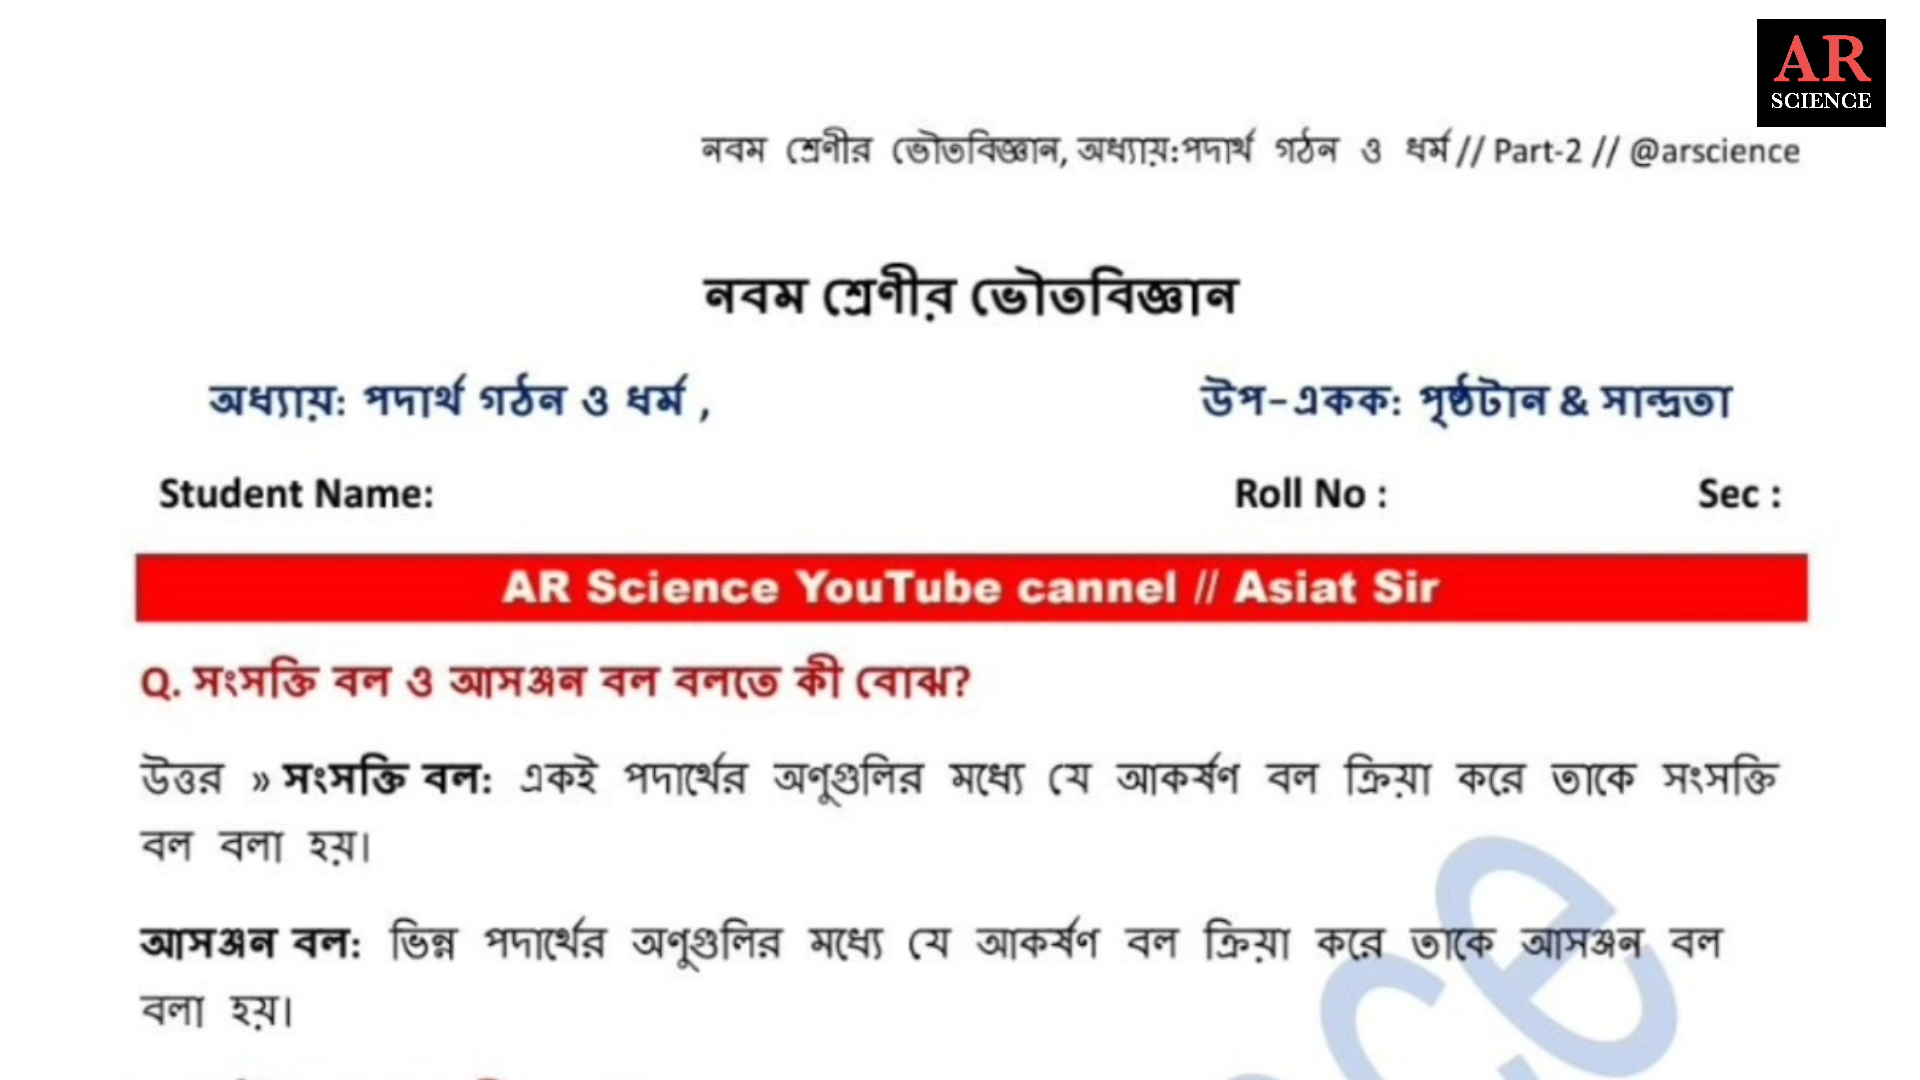 AR
SCIENCE
নবম শ্রেণীর ভৌতবিজ্ঞান, অধ্যায়:পদার্থ গঠন ও ধর্ম // Part-2 // @arscience
নবম শ্রেণীর ভৌতবিজ্ঞান
অধ্যায়: পদার্থ গঠন ও ধর্ম , উপ-একক: পৃষ্ঠটান & সান্দ্রতা
Student Name: Roll No : Sec :
AR Science YouTube cannel // Asiat Sir
Q. সংসক্তি বল ও আসঞ্জন বল বলতে কী বোঝ?
উত্তর » সংসক্তি বল: একই পদার্থের অণুগুলির মধ্যে যে আকর্ষণ বল ক্রিয়া করে তাকে সংসক্তি
বল বলা হয়।
আসঞ্জন বল: ভিন্ন পদার্থের অণুগুলির মধ্যে যে আকর্ষণ বল ক্রিয়া করে তাকে আসঞ্জন বল
বলা হয়।